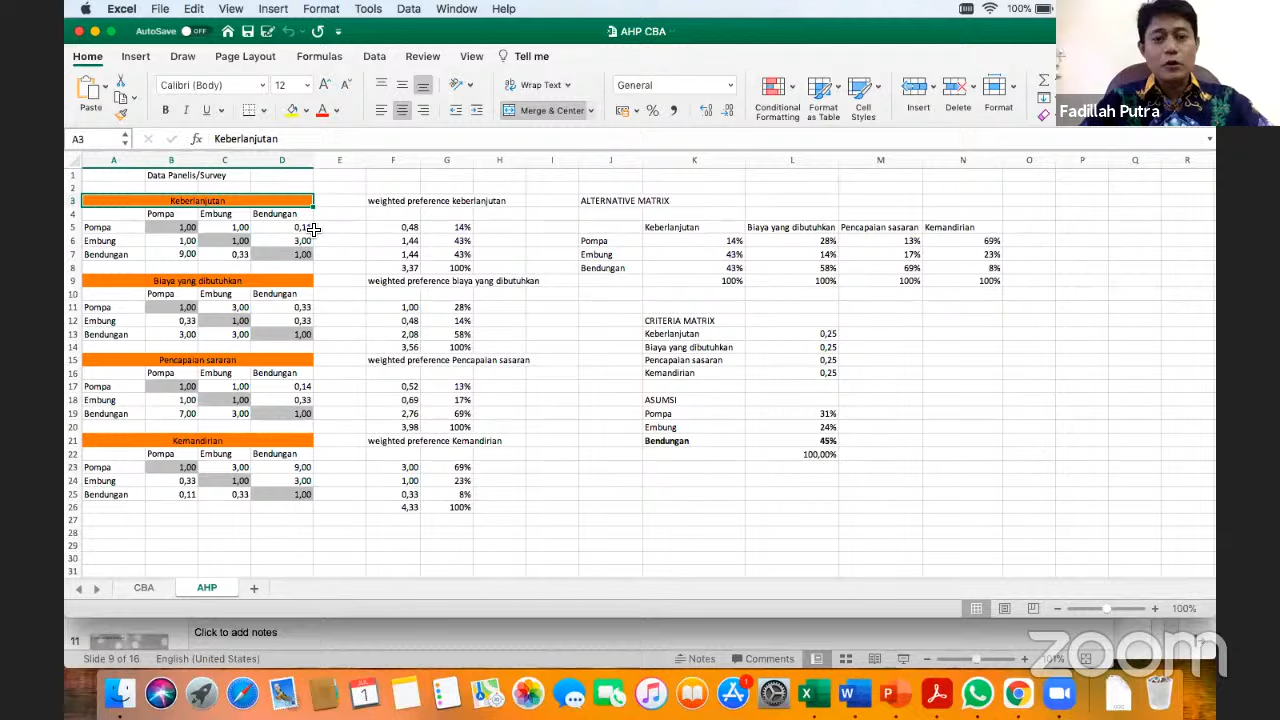 Excel File Edit View Insert Format Tools Data Window Help 100%
AutoSave OFF AHP CBA
Home Insert Draw Page Layout Formulas Data Review View Tell me
Calibri (Body) 12 Wrap Text General
Paste B I U Merge & Center Conditional Formatting Format as Table Cell Styles Insert Delete Format
Fadillah Putra
A3 fx Keberlanjutan
A B C D E F G H I J K L M N O P Q R
1 Data Panelis/Survey
2
3 Keberlanjutan weighted preference keberlanjutan ALTERNATIVE MATRIX
4 Pompa Embung Bendungan
5 Pompa 1,00 1,00 0,48 14% Keberlanjutan Biaya yang dibutuhkan Pencapaian sasaran Kemandirian
6 Embung 1,00 1,00 3,00 1,44 43% Pompa 14% 28% 13% 69%
7 Bendungan 9,00 0,33 1,00 1,44 43% Embung 43% 14% 17% 23%
8 3,37 100% Bendungan 43% 58% 69% 8%
9 Biaya yang dibutuhkan weighted preference biaya yang dibutuhkan 100% 100% 100% 100%
10 Pompa Embung Bendungan
11 Pompa 1,00 3,00 0,33 1,00 28%
12 Embung 0,33 1,00 0,33 0,48 14% CRITERIA MATRIX
13 Bendungan 3,00 3,00 1,00 2,08 58% Keberlanjutan 0,25
14 3,56 100% Biaya yang dibutuhkan 0,25
15 Pencapaian sararan weighted preference Pencapaian sasaran Pencapaian sasaran 0,25
16 Pompa Embung Bendungan Kemandirian 0,25
17 Pompa 1,00 1,00 0,14 0,52 13%
18 Embung 1,00 1,00 0,33 0,69 17% ASUMSI
19 Bendungan 7,00 3,00 1,00 2,76 69% Pompa 31%
20 3,98 100% Embung 24%
21 Kemandirian weighted preference Kemandirian Bendungan 45%
22 Pompa Embung Bendungan 100,00%
23 Pompa 1,00 3,00 9,00 3,00 69%
24 Embung 0,33 1,00 3,00 1,00 23%
25 Bendungan 0,11 0,33 1,00 0,33 8%
26 4,33 100%
27
28
29
30
31
CBA AHP
100%
11 Click to add notes
Slide 9 of 16 English (United States) Notes Comments 101%
zoom
JUL
1
1